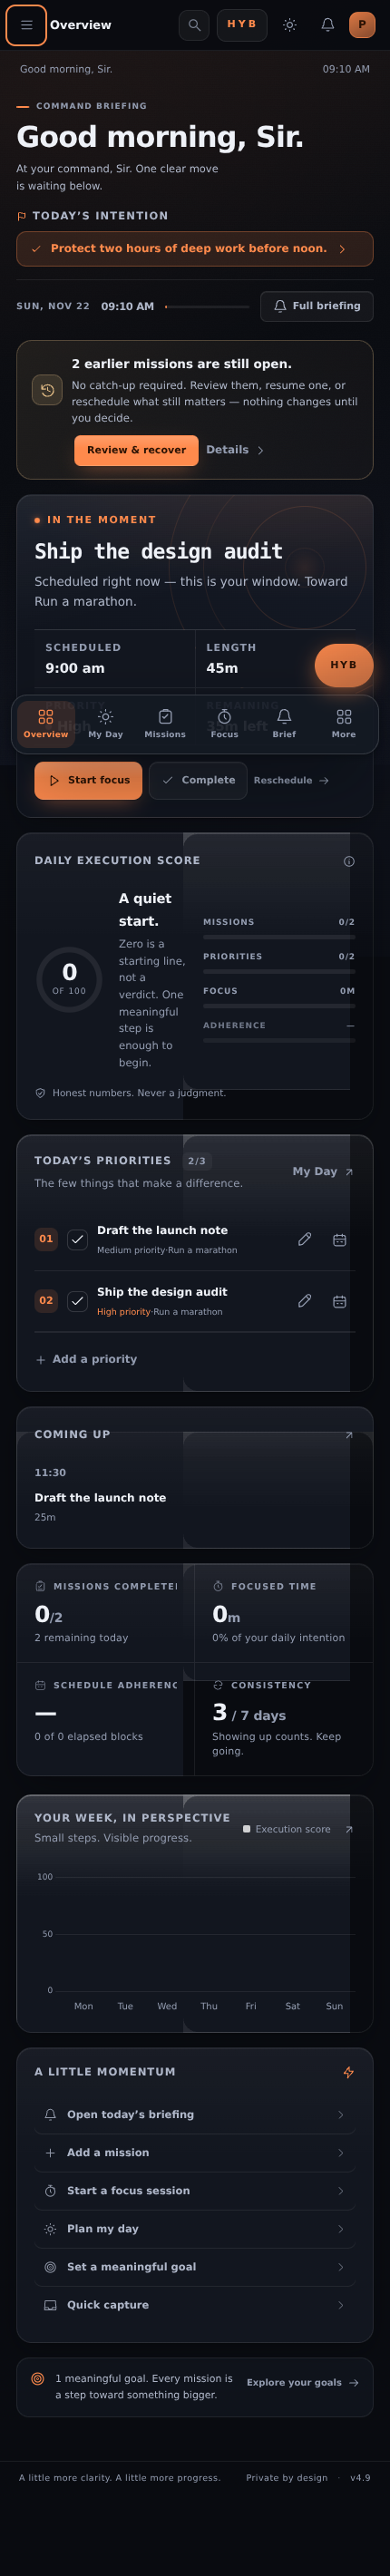 Overview
HYB
P
Good morning, Sir.
09:10 AM
COMMAND BRIEFING
Good morning, Sir.
At your command, Sir. One clear move
is waiting below.
TODAY'S INTENTION
Protect two hours of deep work before noon.
SUN, NOV 22
09:10 AM
Full briefing
2 earlier missions are still open.
No catch-up required. Review them, resume one, or
reschedule what still matters — nothing changes until
you decide.
Review & recover
Details
IN THE MOMENT
Ship the design audit
Scheduled right now — this is your window. Toward
Run a marathon.
SCHEDULED
9:00 am
LENGTH
45m
HYB
PRIORITY
High
REMAINING
35m left
Overview
My Day
Missions
Focus
Brief
More
Start focus
Complete
Reschedule
DAILY EXECUTION SCORE
0
OF 100
A quiet
start.
Zero is a
starting line,
not a
verdict. One
meaningful
step is
enough to
begin.
MISSIONS
0/2
PRIORITIES
0/2
FOCUS
0M
ADHERENCE
—
Honest numbers. Never a judgment.
TODAY'S PRIORITIES
2/3
The few things that make a difference.
My Day
01
Draft the launch note
Medium priority·Run a marathon
02
Ship the design audit
High priority·Run a marathon
Add a priority
COMING UP
11:30
Draft the launch note
25m
MISSIONS COMPLETE
0/2
2 remaining today
FOCUSED TIME
0m
0% of your daily intention
SCHEDULE ADHERENC
—
0 of 0 elapsed blocks
CONSISTENCY
3 / 7 days
Showing up counts. Keep
going.
YOUR WEEK, IN PERSPECTIVE
Small steps. Visible progress.
Execution score
100
50
0
Mon
Tue
Wed
Thu
Fri
Sat
Sun
A LITTLE MOMENTUM
Open today's briefing
Add a mission
Start a focus session
Plan my day
Set a meaningful goal
Quick capture
1 meaningful goal. Every mission is
a step toward something bigger.
Explore your goals
A little more clarity. A little more progress.
Private by design · v4.9